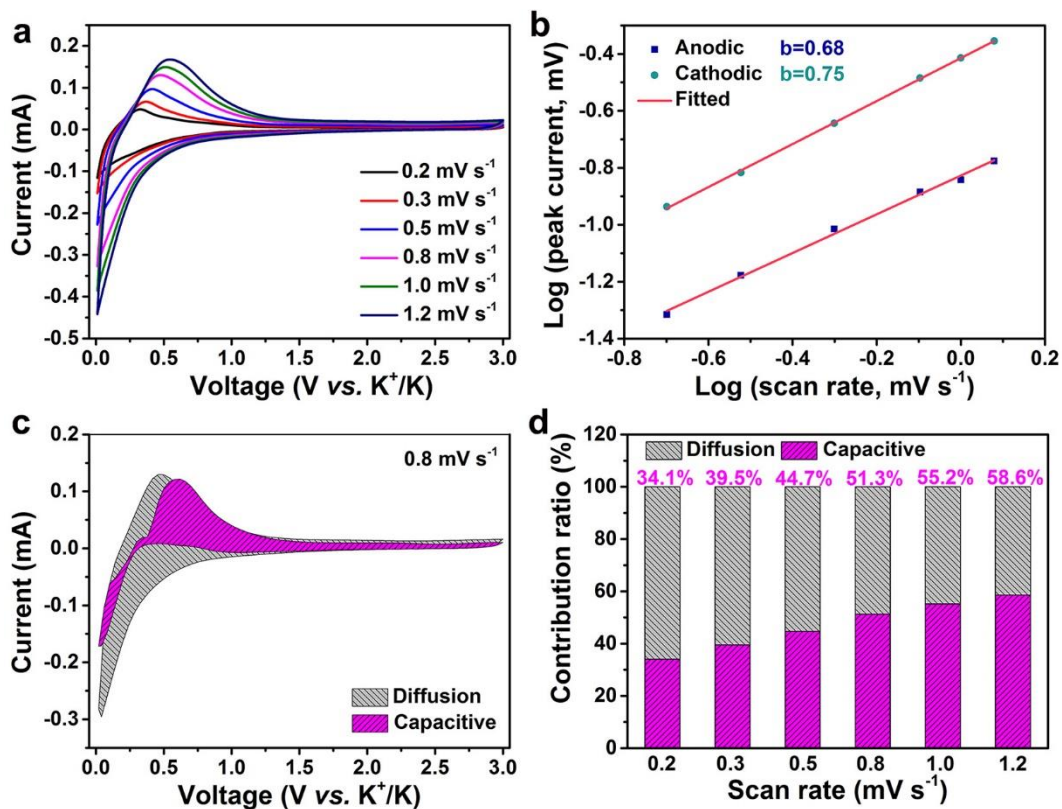 a
Current (mA)
0.2
0.1
0.0
-0.1
-0.2
-0.3
-0.4
-0.5
0.2 mV s⁻¹
0.3 mV s⁻¹
0.5 mV s⁻¹
0.8 mV s⁻¹
1.0 mV s⁻¹
1.2 mV s⁻¹
0.0 0.5 1.0 1.5 2.0 2.5 3.0
Voltage (V vs. K⁺/K)
b
Log (peak current, mV)
-0.4
-0.6
-0.8
-1.0
-1.2
-1.4
Anodic b=0.68
Cathodic b=0.75
Fitted
-0.8 -0.6 -0.4 -0.2 0.0 0.2
Log (scan rate, mV s⁻¹)
c
Current (mA)
0.2
0.1
0.0
-0.1
-0.2
-0.3
0.8 mV s⁻¹
Diffusion
Capacitive
0.0 0.5 1.0 1.5 2.0 2.5 3.0
Voltage (V vs. K⁺/K)
d
Contribution ratio (%)
120
100
80
60
40
20
0
Diffusion Capacitive
34.1% 39.5% 44.7% 51.3% 55.2% 58.6%
0.2 0.3 0.5 0.8 1.0 1.2
Scan rate (mV s⁻¹)